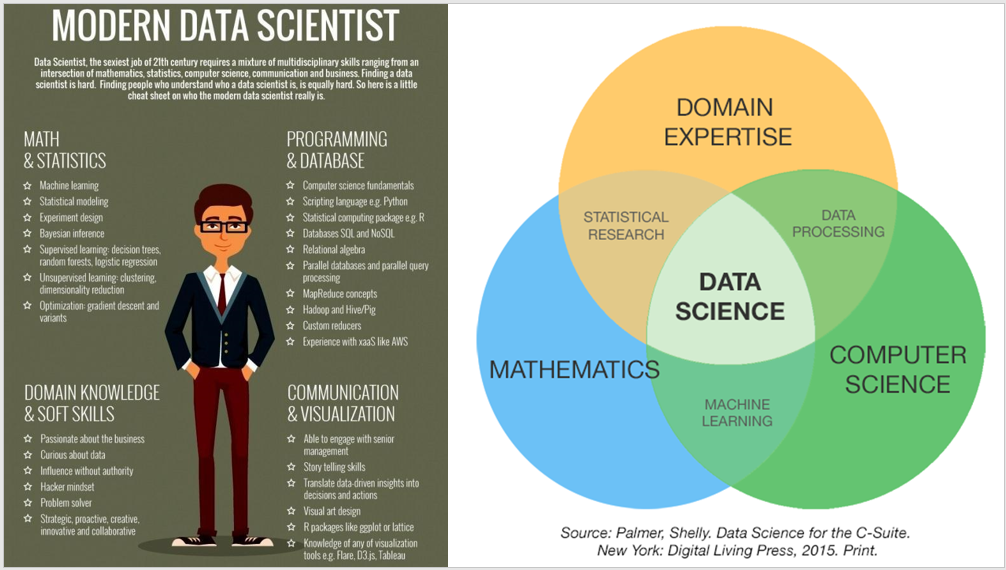 MODERN DATA SCIENTIST
Data Scientist, the sexiest job of 21th century requires a mixture of multidisciplinary skills ranging from an
intersection of mathematics, statistics, computer science, communication and business. Finding a data
scientist is hard. Finding people who understand who a data scientist is, is equally hard. So here is a little
cheat sheet on who the modern data scientist really is.
MATH
& STATISTICS
Machine learning
Statistical modeling
Experiment design
Bayesian inference
Supervised learning: decision trees,
random forests, logistic regression
Unsupervised learning: clustering,
dimensionality reduction
Optimization: gradient descent and
variants
PROGRAMMING
& DATABASE
Computer science fundamentals
Scripting language e.g. Python
Statistical computing package e.g. R
Databases SQL and NoSQL
Relational algebra
Parallel databases and parallel query
processing
MapReduce concepts
Hadoop and Hive/Pig
Custom reducers
Experience with xaaS like AWS
DOMAIN KNOWLEDGE
& SOFT SKILLS
Passionate about the business
Curious about data
Influence without authority
Hacker mindset
Problem solver
Strategic, proactive, creative,
innovative and collaborative
COMMUNICATION
& VISUALIZATION
Able to engage with senior
management
Story telling skills
Translate data-driven insights into
decisions and actions
Visual art design
R packages like ggplot or lattice
Knowledge of any of visualization
tools e.g. Flare, D3.js, Tableau
DOMAIN
EXPERTISE
STATISTICAL
RESEARCH
DATA
PROCESSING
DATA
SCIENCE
MATHEMATICS
COMPUTER
SCIENCE
MACHINE
LEARNING
Source: Palmer, Shelly. Data Science for the C-Suite.
New York: Digital Living Press, 2015. Print.